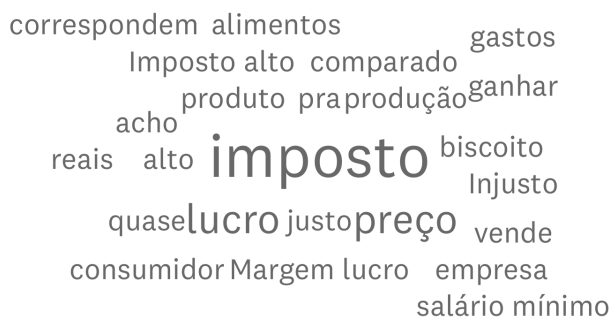 correspondem alimentos
gastos
Imposto alto comparado
ganhar
produto pra produção
acho
reais alto imposto biscoito
Injusto
quase lucro justo preço
vende
consumidor Margem lucro empresa
salário mínimo